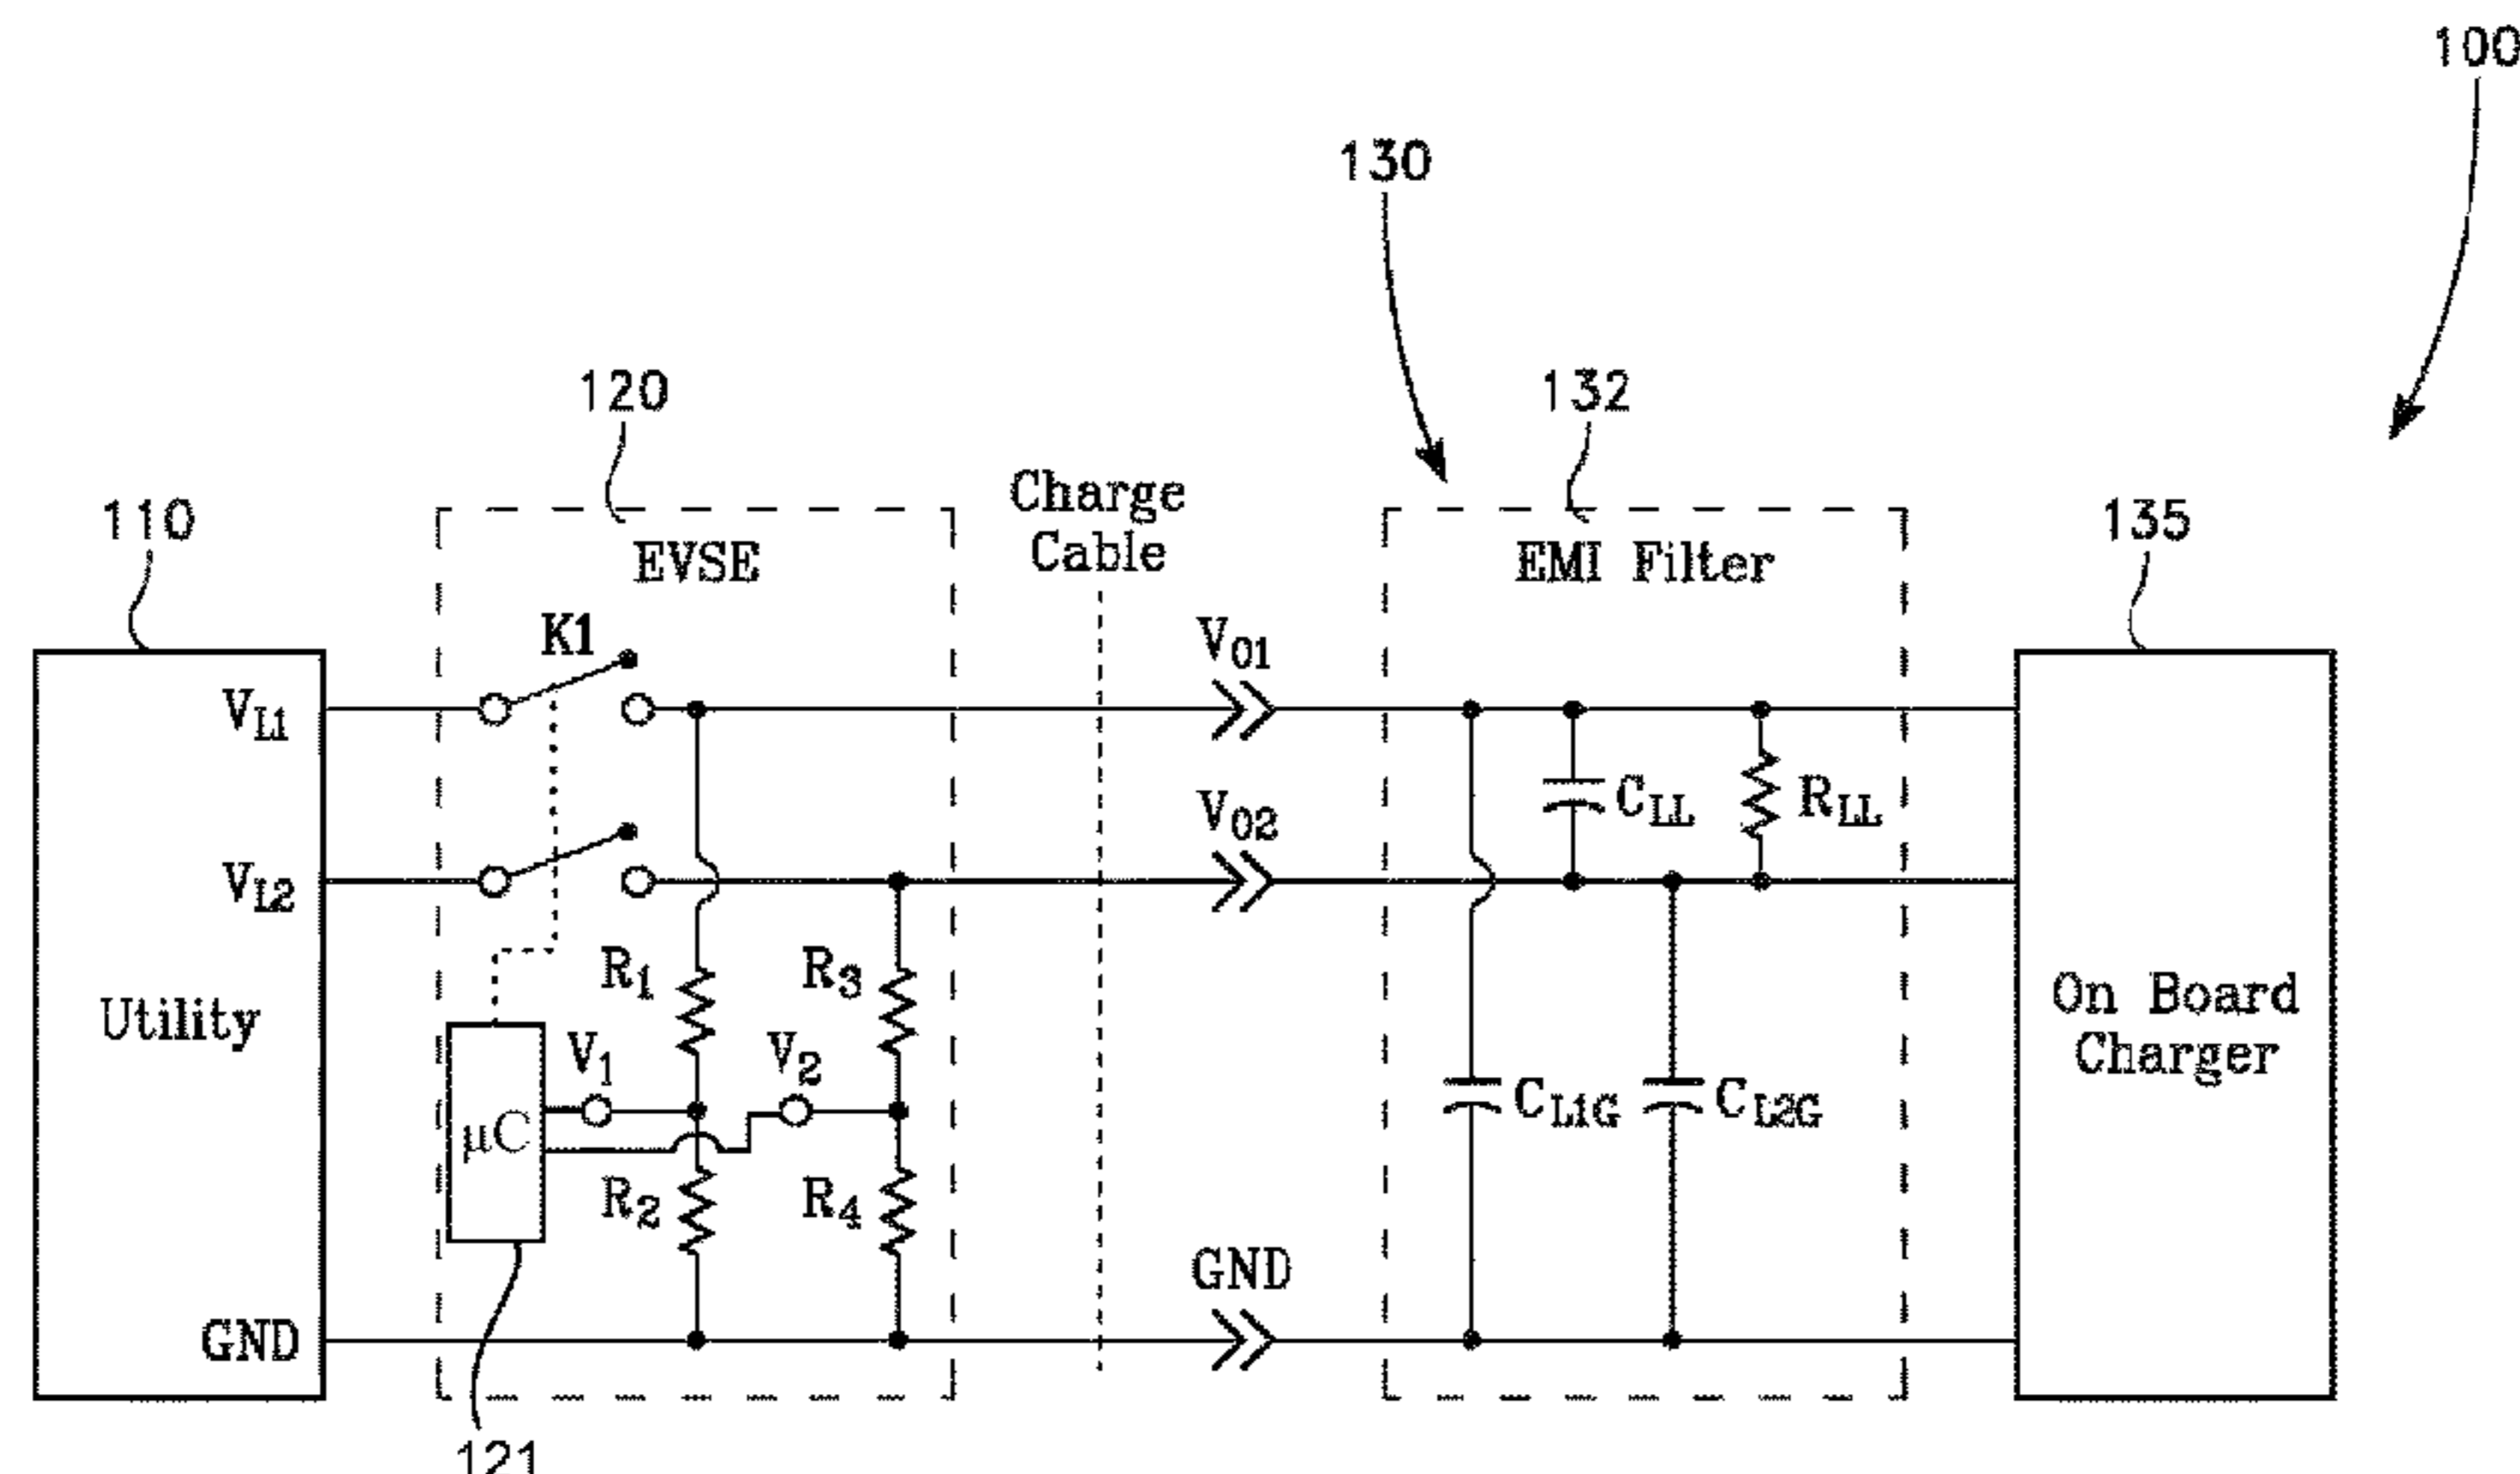 100
130
120
132
110
135
Charge
Cable
EVSE
EMI Filter
K1
V01
VL1
V02
CLL
RLL
VL2
R1
R3
Utility
On Board
Charger
V1
V2
μC
CL1G
CL2G
R2
R4
GND
GND
121